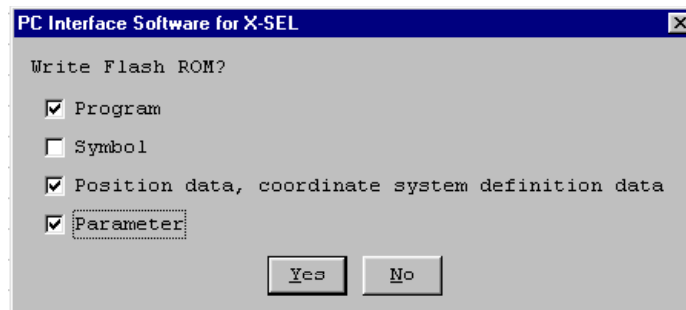 PC Interface Software for X-SEL
Write Flash ROM?
Program
Symbol
Position data, coordinate system definition data
Parameter
Yes No